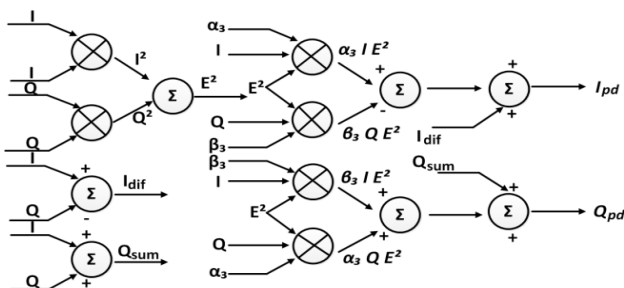 I
I
I²
Q
Q
Q²
Σ
E²
α₃
I
E²
Q
β₃
α₃ I E²
β₃ Q E²
+
-
Σ
+
+
Σ
I_dif
I_pd
I
Q
+
-
Σ
I_dif
I
Q
+
+
Σ
Q_sum
β₃
I
E²
Q
α₃
β₃ I E²
α₃ Q E²
+
+
Σ
Q_sum
+
+
Σ
Q_pd